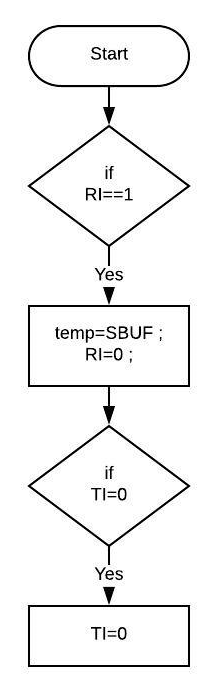 Start
if
RI==1
Yes
temp=SBUF ;
RI=0 ;
if
TI=0
Yes
TI=0